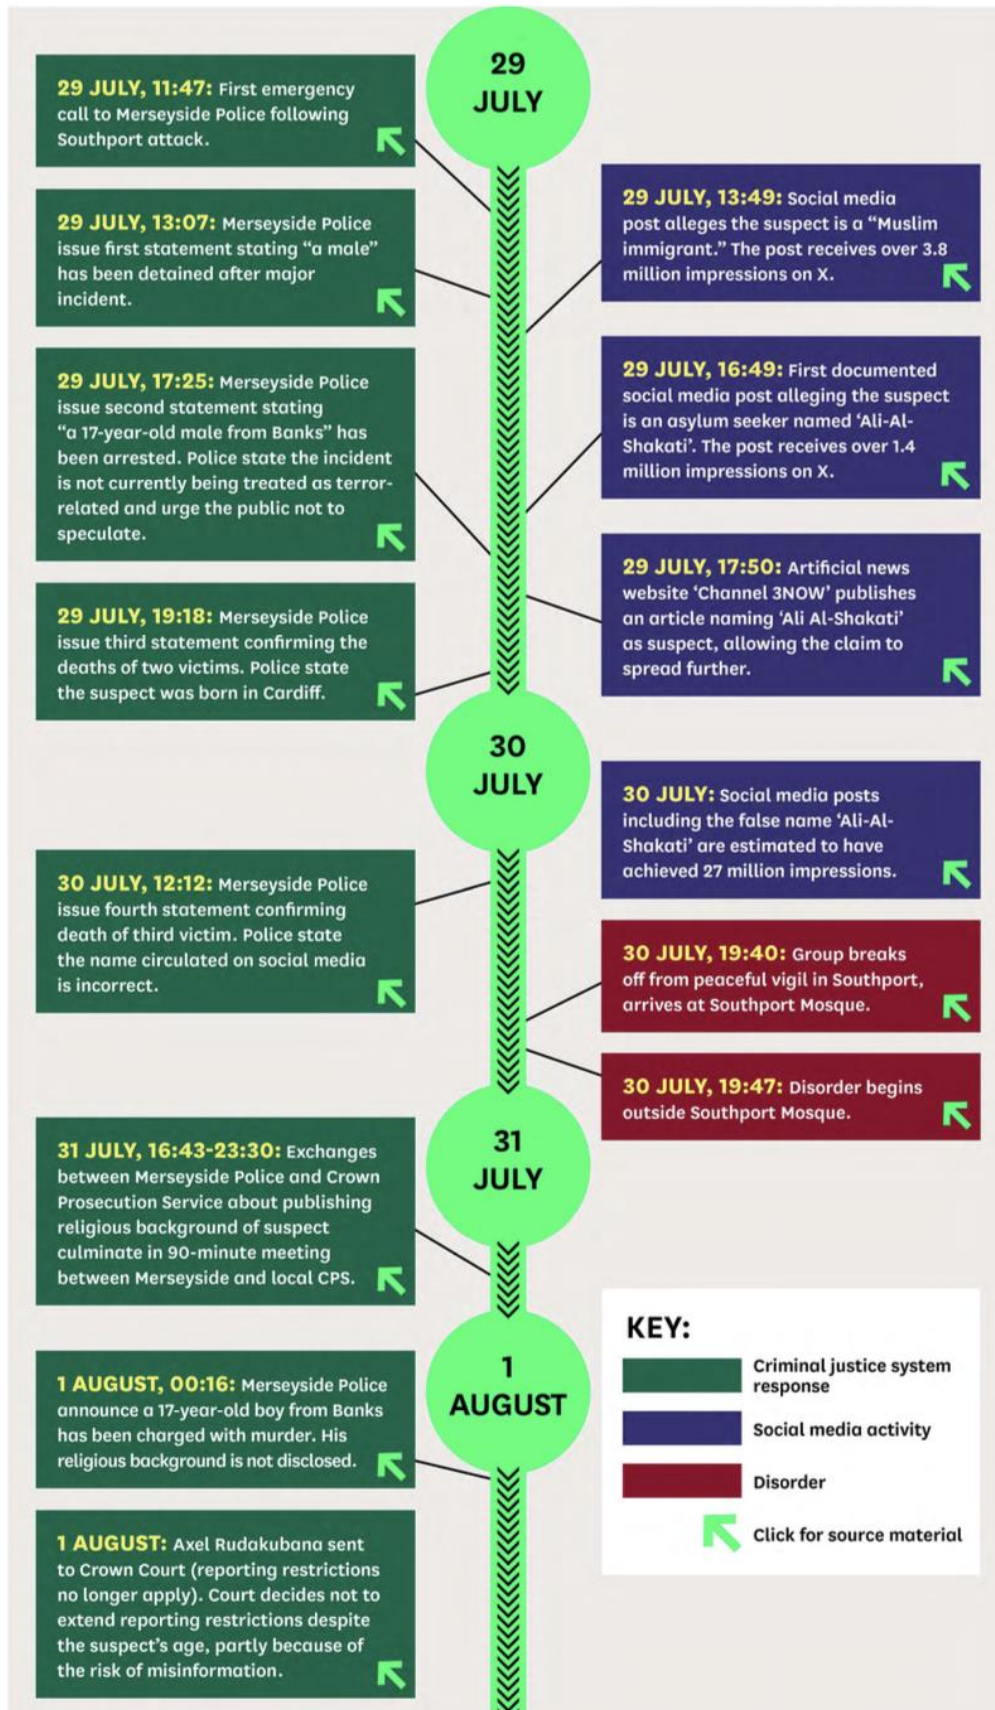 29
JULY
29 JULY, 11:47: First emergency
call to Merseyside Police following
Southport attack.
29 JULY, 13:07: Merseyside Police
issue first statement stating “a male”
has been detained after major
incident.
29 JULY, 13:49: Social media
post alleges the suspect is a “Muslim
immigrant.” The post receives over 3.8
million impressions on X.
29 JULY, 16:49: First documented
social media post alleging the suspect
is an asylum seeker named ‘Ali-Al-
Shakati’. The post receives over 1.4
million impressions on X.
29 JULY, 17:25: Merseyside Police
issue second statement stating
“a 17-year-old male from Banks” has
been arrested. Police state the incident
is not currently being treated as terror-
related and urge the public not to
speculate.
29 JULY, 17:50: Artificial news
website ‘Channel 3NOW’ publishes
an article naming ‘Ali Al-Shakati’
as suspect, allowing the claim to
spread further.
29 JULY, 19:18: Merseyside Police
issue third statement confirming the
deaths of two victims. Police state
the suspect was born in Cardiff.
30
JULY
30 JULY: Social media posts
including the false name ‘Ali-Al-
Shakati’ are estimated to have
achieved 27 million impressions.
30 JULY, 12:12: Merseyside Police
issue fourth statement confirming
death of third victim. Police state
the name circulated on social media
is incorrect.
30 JULY, 19:40: Group breaks
off from peaceful vigil in Southport,
arrives at Southport Mosque.
30 JULY, 19:47: Disorder begins
outside Southport Mosque.
31
JULY
31 JULY, 16:43-23:30: Exchanges
between Merseyside Police and Crown
Prosecution Service about publishing
religious background of suspect
culminate in 90-minute meeting
between Merseyside and local CPS.
1
AUGUST
1 AUGUST, 00:16: Merseyside Police
announce a 17-year-old boy from Banks
has been charged with murder. His
religious background is not disclosed.
1 AUGUST: Axel Rudakubana sent
to Crown Court (reporting restrictions
no longer apply). Court decides not to
extend reporting restrictions despite
the suspect’s age, partly because of
the risk of misinformation.
KEY:
Criminal justice system
response
Social media activity
Disorder
Click for source material